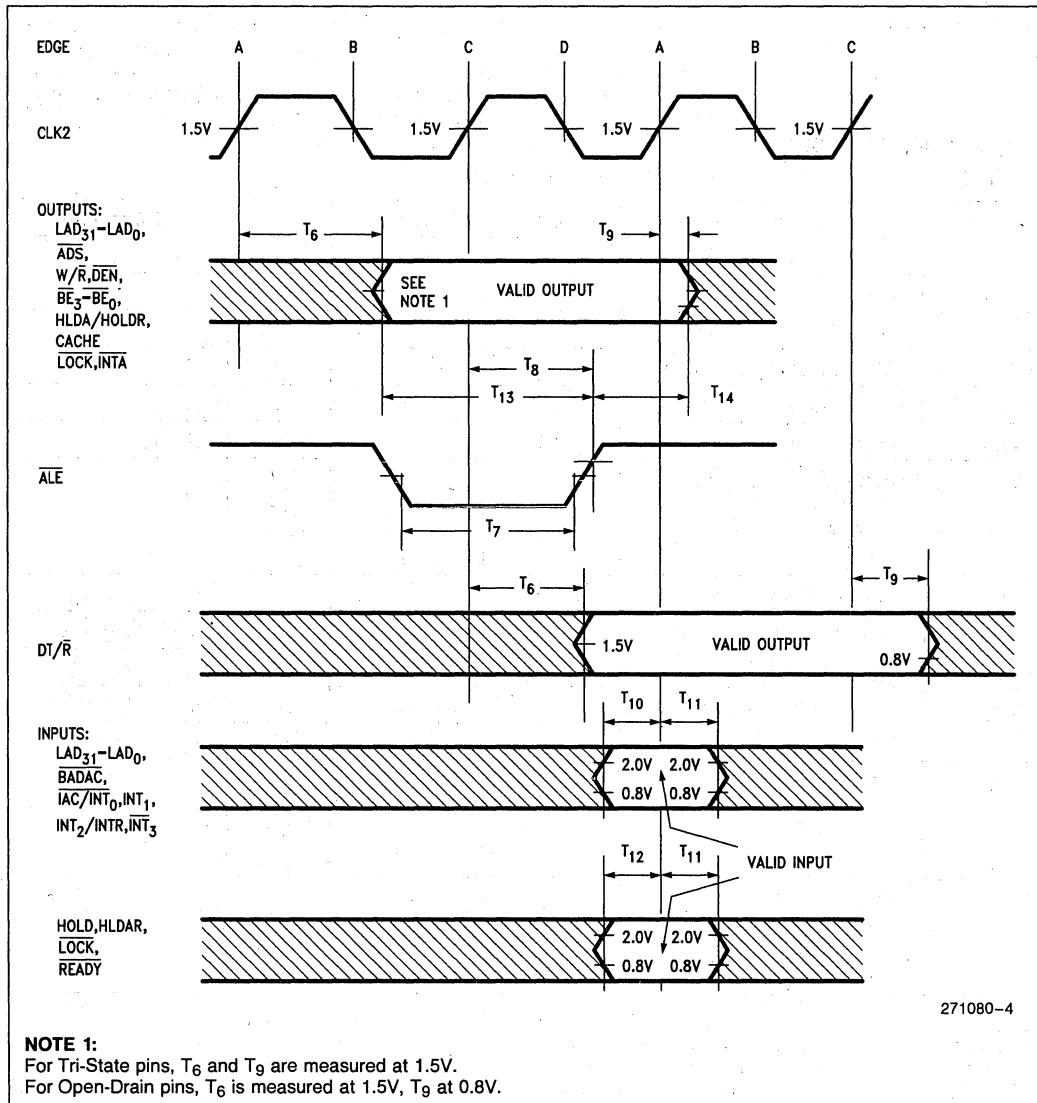 EDGE A B C D A B C
CLK2 1.5V 1.5V 1.5V 1.5V
OUTPUTS:
LAD31–LAD0,
ADS,
W/R,DEN,
BE3–BE0,
HLDA/HOLDR,
CACHE
LOCK,INTA
T6 T9
SEE
NOTE 1
VALID OUTPUT
T8
T13 T14
ALE
T7
T6 T9
DT/R 1.5V VALID OUTPUT 0.8V
T10 T11
INPUTS:
LAD31–LAD0,
BADAC,
IAC/INT0,INT1,
INT2/INTR,INT3
2.0V 2.0V
0.8V 0.8V
VALID INPUT
T12 T11
HOLD,HLDAR,
LOCK,
READY
2.0V 2.0V
0.8V 0.8V
271080–4
NOTE 1:
For Tri-State pins, T6 and T9 are measured at 1.5V.
For Open-Drain pins, T6 is measured at 1.5V, T9 at 0.8V.